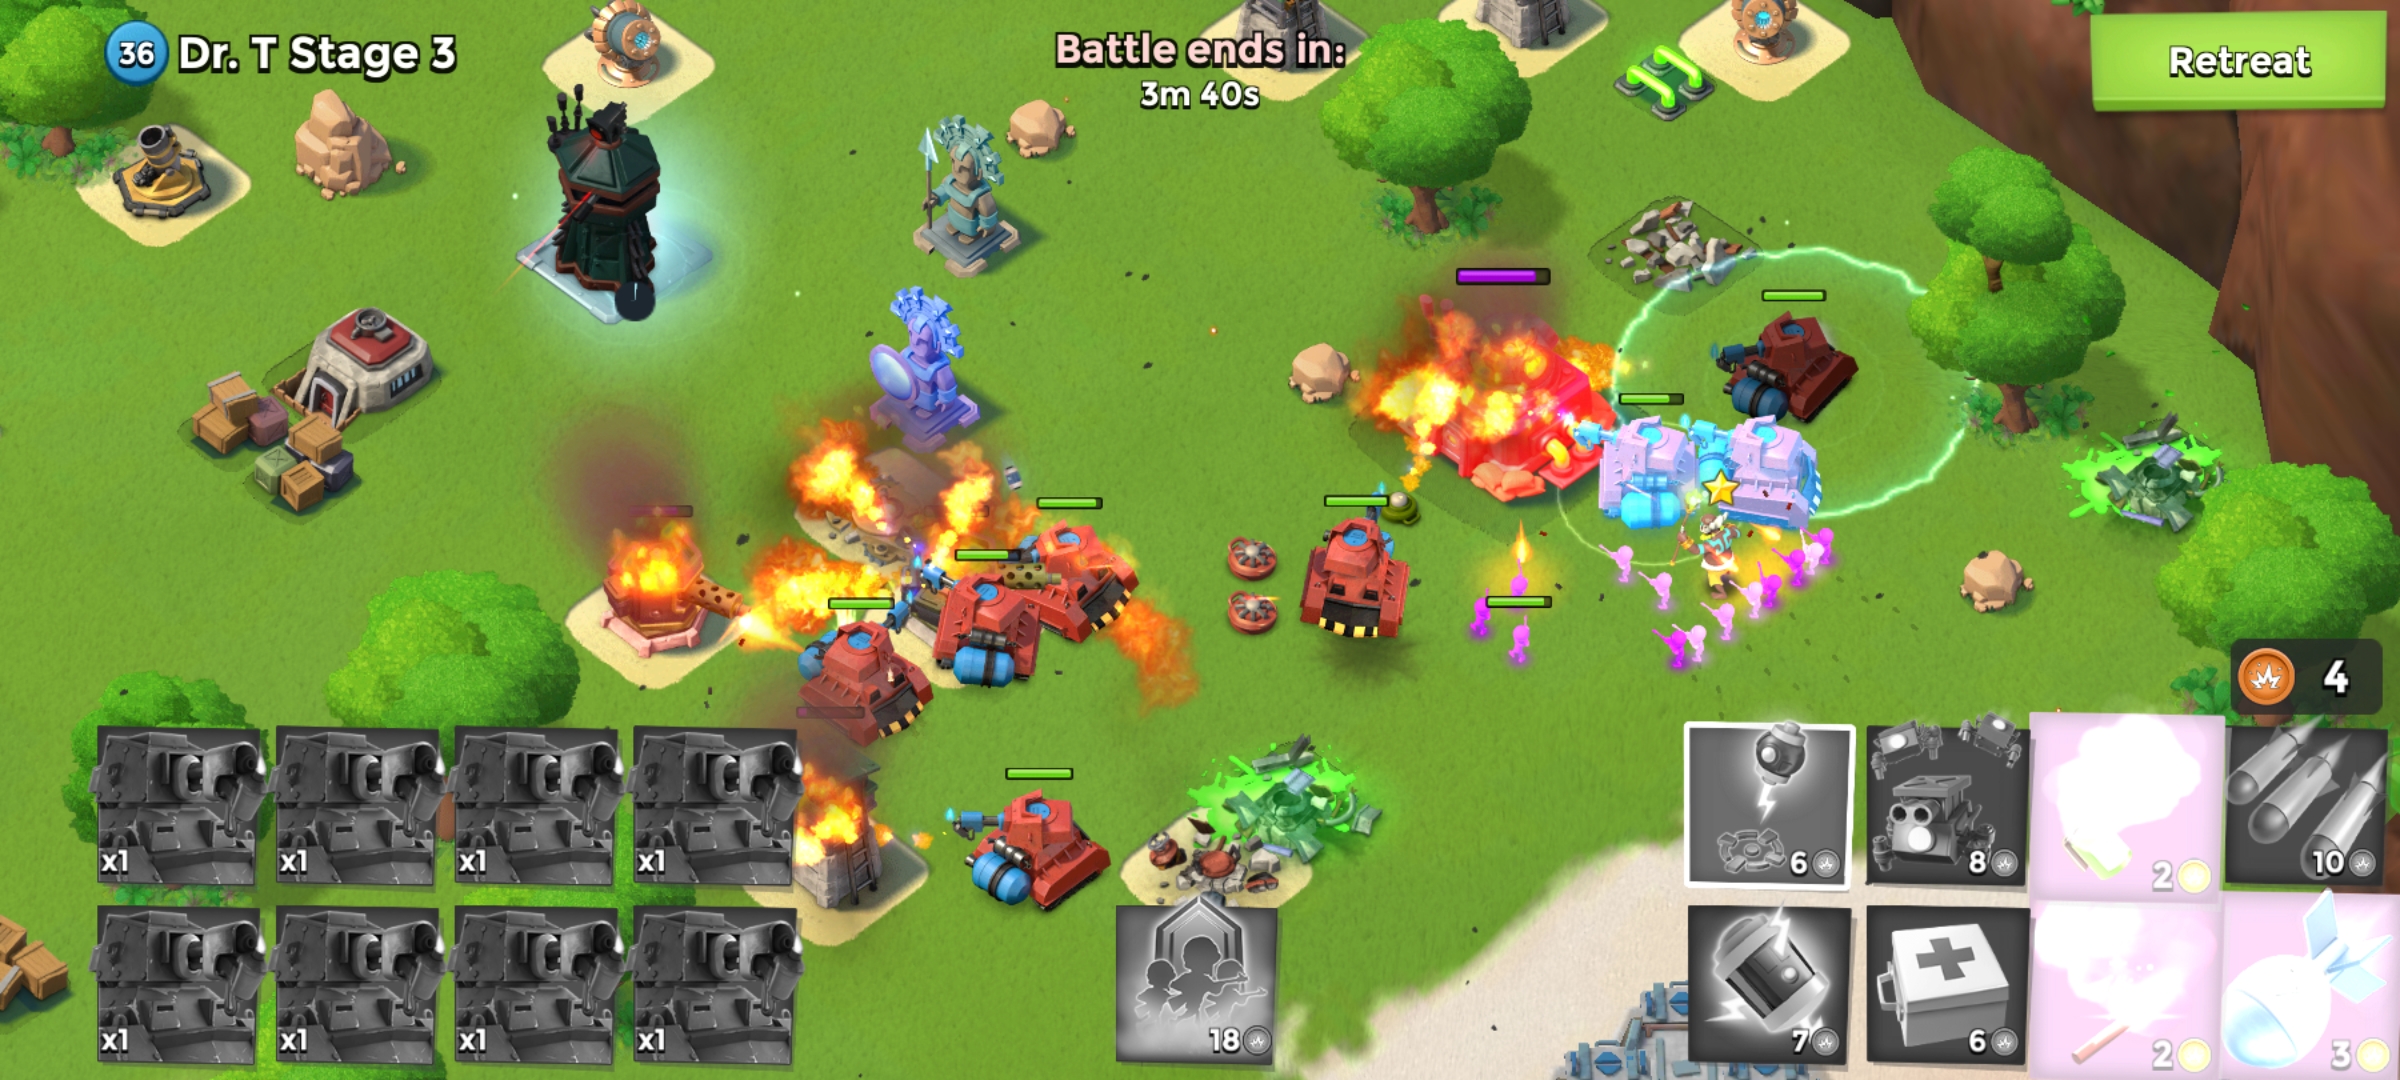 36 Dr. T Stage 3
Battle ends in:
3m 40s
Retreat
4
x1 x1 x1 x1
6 8 2 10
x1 x1 x1 x1
18
7 6 2 3